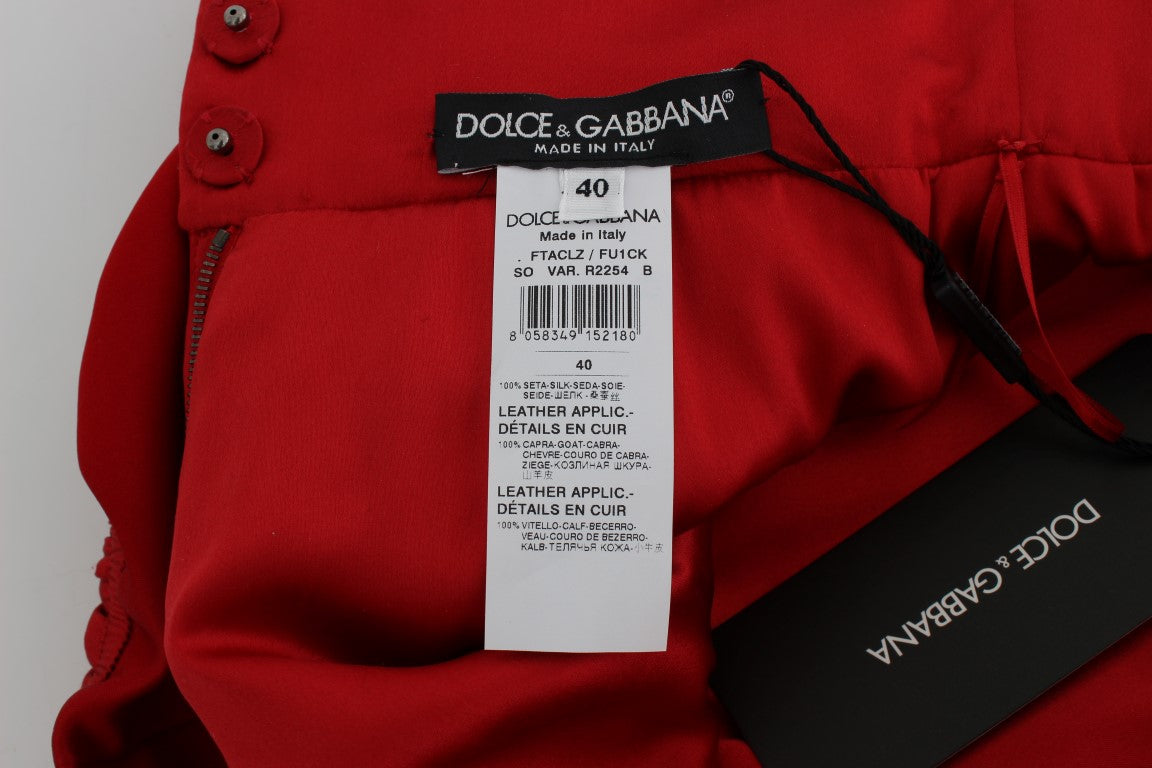 DOLCE & GABBANA®
MADE IN ITALY
40
DOLCE & GABBANA
Made in Italy
. FTACLZ / FU1CK
SO VAR. R2254 B
8 058349 152180
40
100% SETA-SILK-SEDA-SOIE-
SEIDE-ШЕЛК - 桑蚕丝
LEATHER APPLIC.-
DÉTAILS EN CUIR
100% CAPRA-GOAT-CABRA-
CHEVRE-COURO DE CABRA-
ZIEGE-КОЗЛИНАЯ ШКУРА-
山羊皮
LEATHER APPLIC.-
DÉTAILS EN CUIR
100% VITELLO-CALF-BECERRO-
VEAU-COURO DE BEZERRO-
KALB-ТЕЛЯЧЬЯ КОЖА-小牛皮
DOLCE & GABBANA